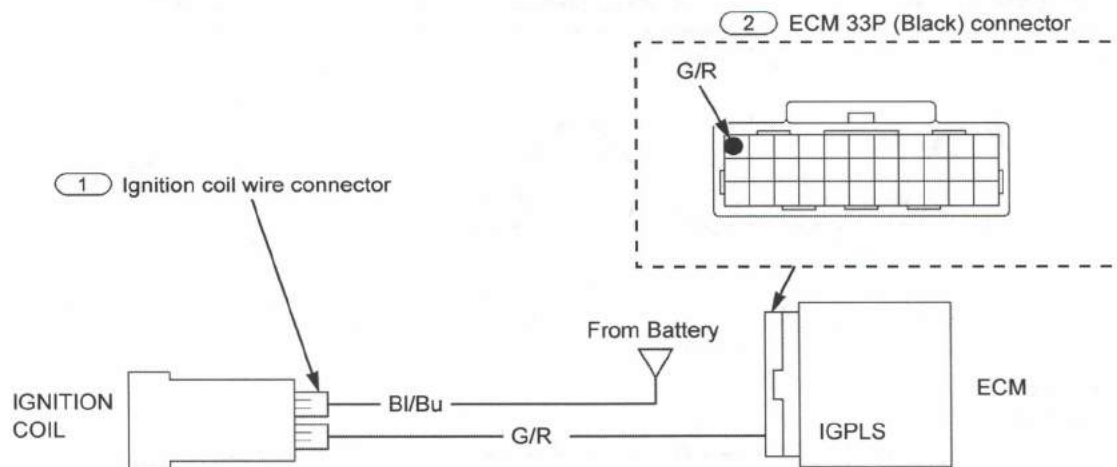 2 ECM 33P (Black) connector
G/R
1 Ignition coil wire connector
From Battery
IGNITION
COIL
Bl/Bu
G/R
IGPLS
ECM